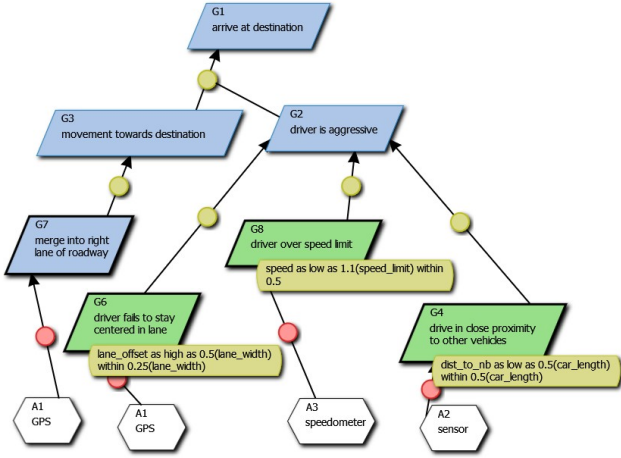 G1
arrive at destination
G3
movement towards destination
G2
driver is aggressive
G7
merge into right
lane of roadway
G8
driver over speed limit
speed as low as 1.1(speed_limit) within
0.5
G6
driver fails to stay
centered in lane
lane_offset as high as 0.5(lane_width)
within 0.25(lane_width)
G4
drive in close proximity
to other vehicles
dist_to_nb as low as 0.5(car_length)
within 0.5(car_length)
A1
GPS
A1
GPS
A3
speedometer
A2
sensor